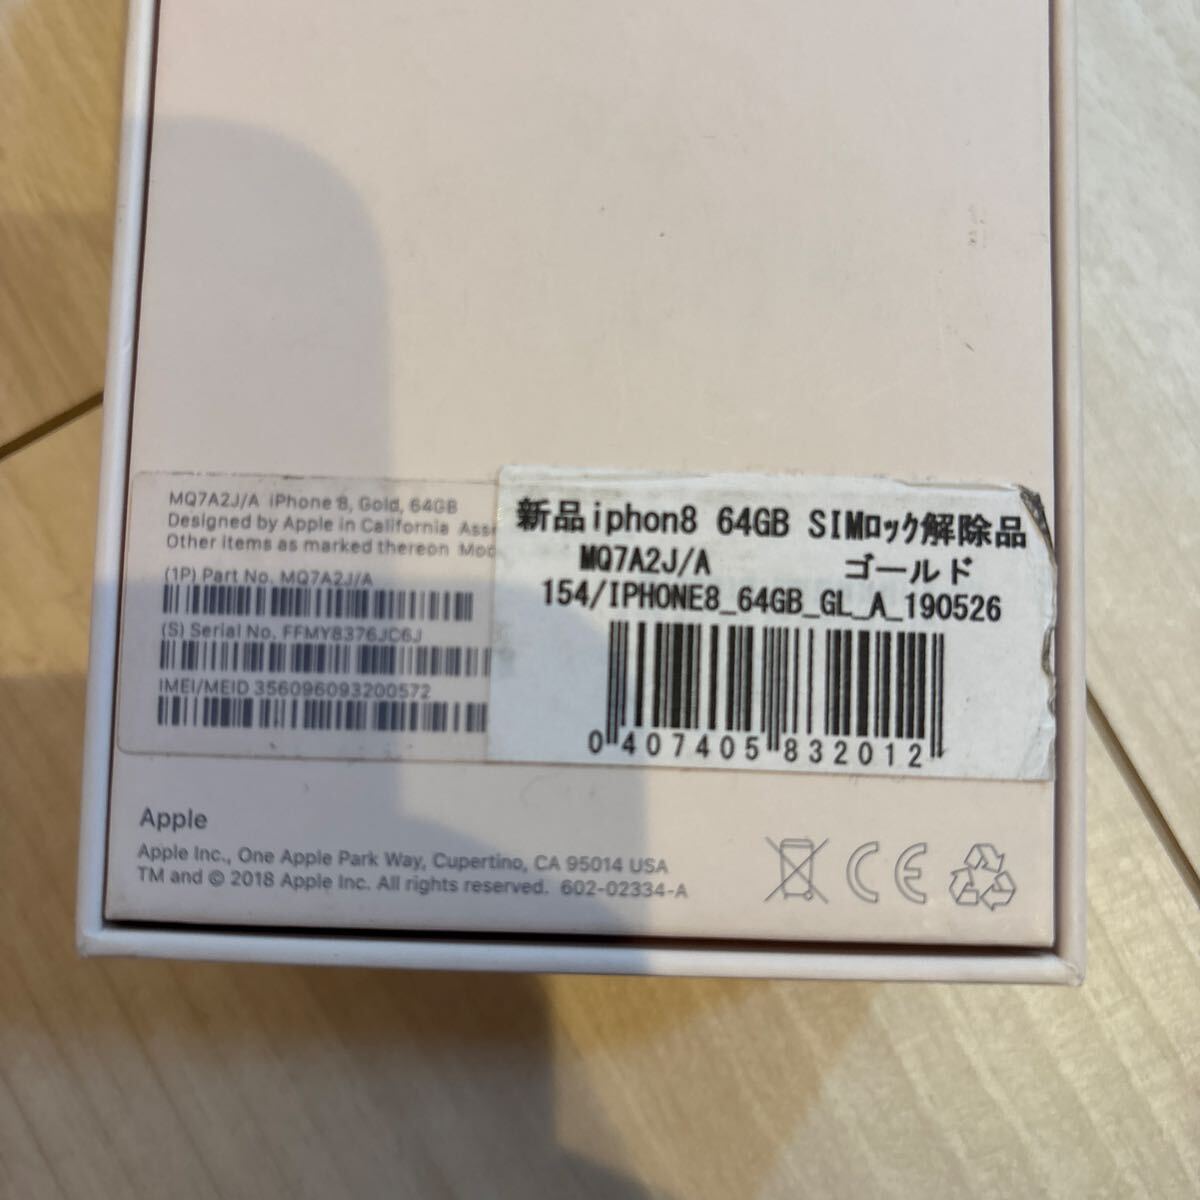 MQ7A2J/A iPhone 8, Gold, 64GB
Designed by Apple in California Asse
Other items as marked thereon Mod
(1P) Part No. MQ7A2J/A
(S) Serial No. FFMY8376JC6J
IMEI/MEID 356096093200572
新品iphon8 64GB SIMﾛｯｸ解除品
MQ7A2J/A ゴールド
154/IPHONE8_64GB_GL_A_190526
0 407405 832012
Apple
Apple Inc., One Apple Park Way, Cupertino, CA 95014 USA
TM and © 2018 Apple Inc. All rights reserved. 602-02334-A
CE